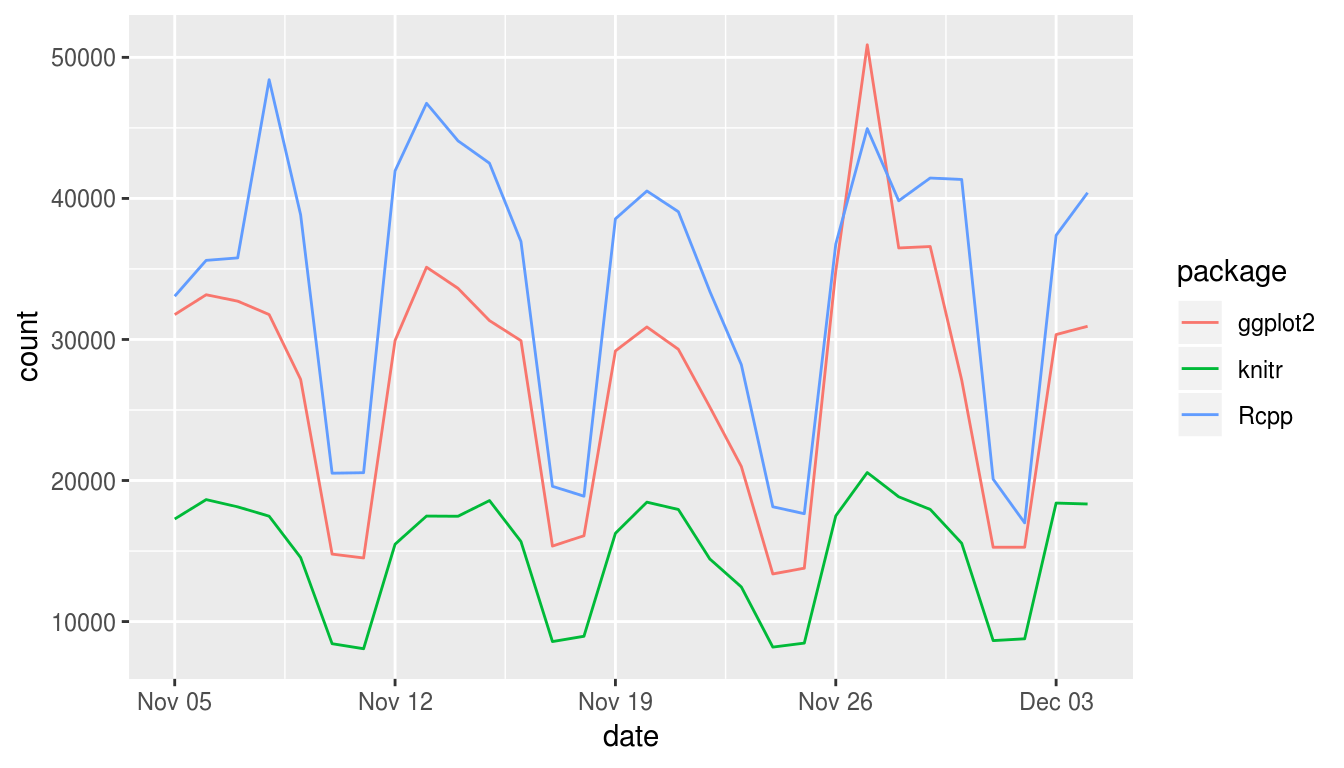 50000
40000
30000
20000
10000
count
Nov 05
Nov 12
Nov 19
Nov 26
Dec 03
date
package
ggplot2
knitr
Rcpp